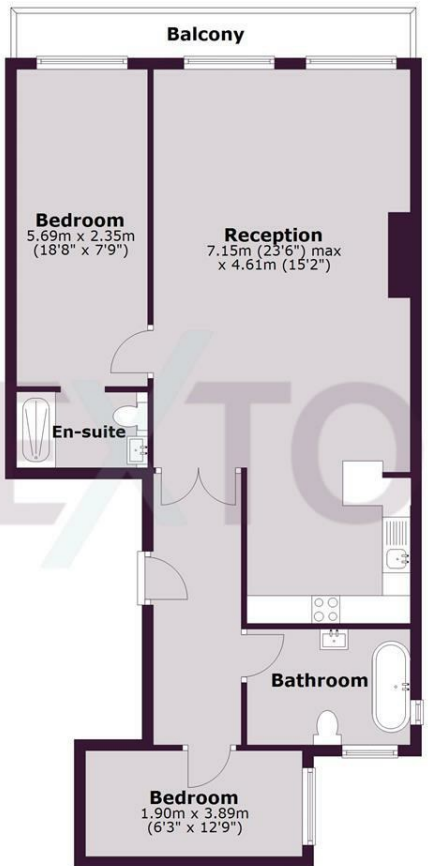 Balcony
Bedroom
5.69m x 2.35m
(18'8" x 7'9")
Reception
7.15m (23'6") max
x 4.61m (15'2")
En-suite
EXTO
Bathroom
Bedroom
1.90m x 3.89m
(6'3" x 12'9")